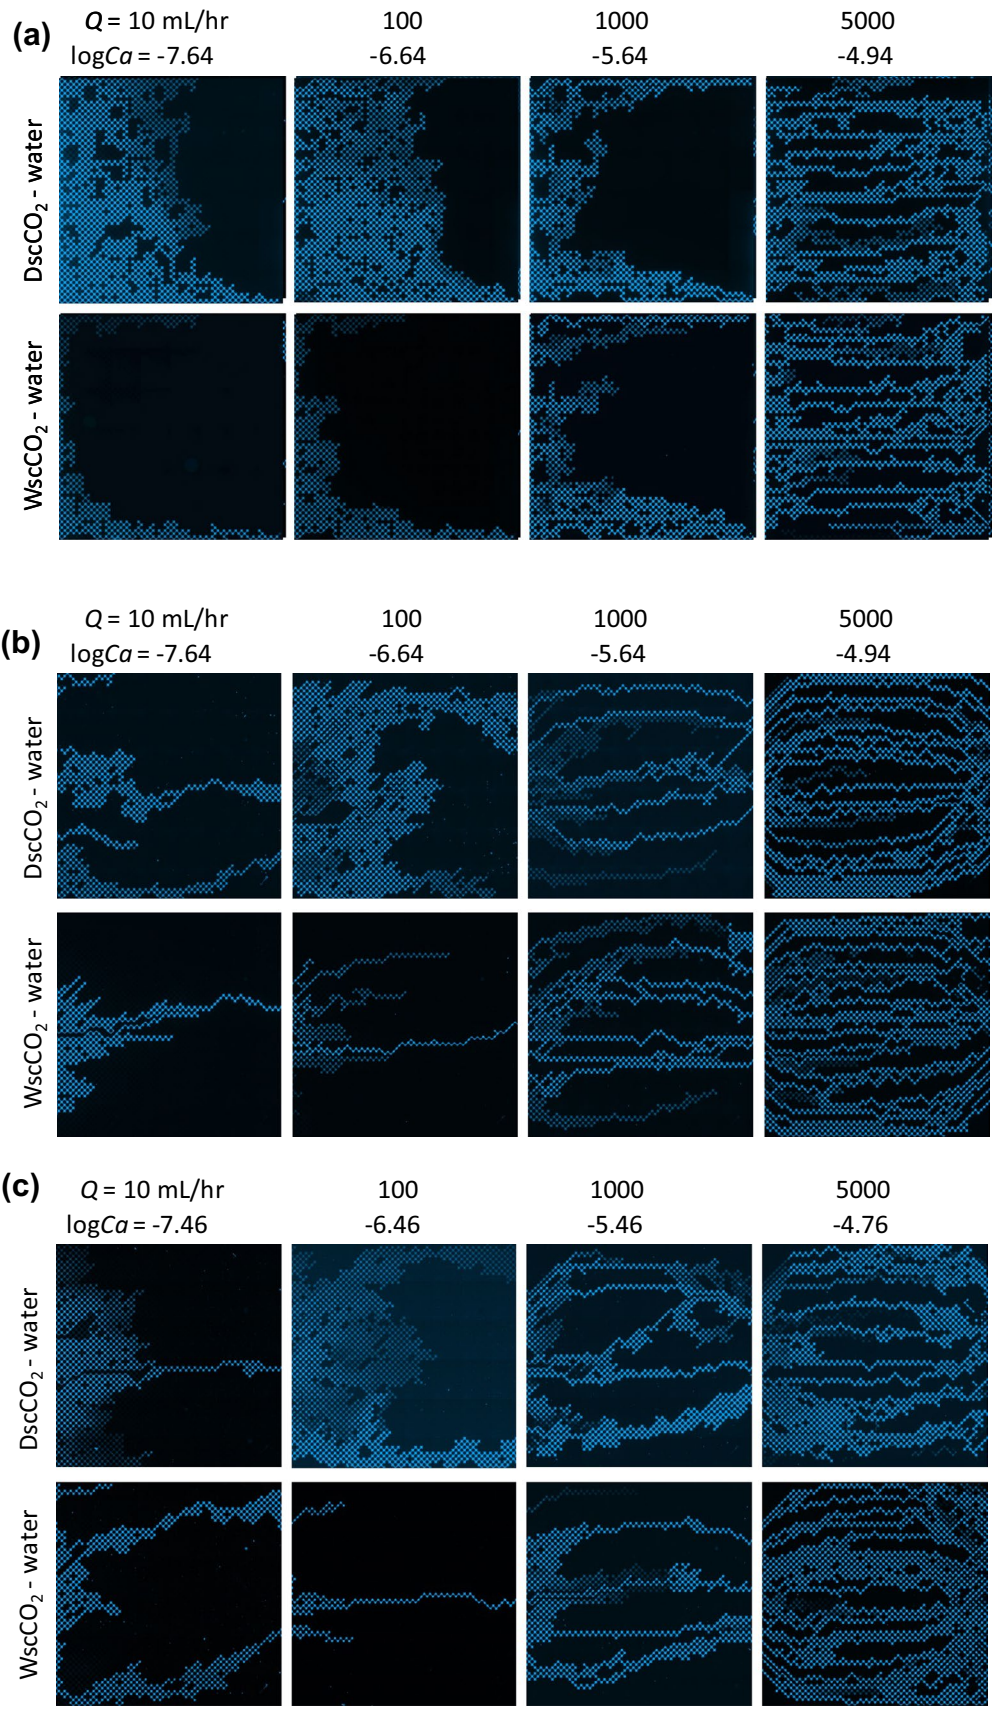 (a)
Q = 10 mL/hr 100 1000 5000
logCa = -7.64 -6.64 -5.64 -4.94
DscCO2 - water
WscCO2 - water
(b)
Q = 10 mL/hr 100 1000 5000
logCa = -7.64 -6.64 -5.64 -4.94
DscCO2 - water
WscCO2 - water
(c)
Q = 10 mL/hr 100 1000 5000
logCa = -7.46 -6.46 -5.46 -4.76
DscCO2 - water
WscCO2 - water